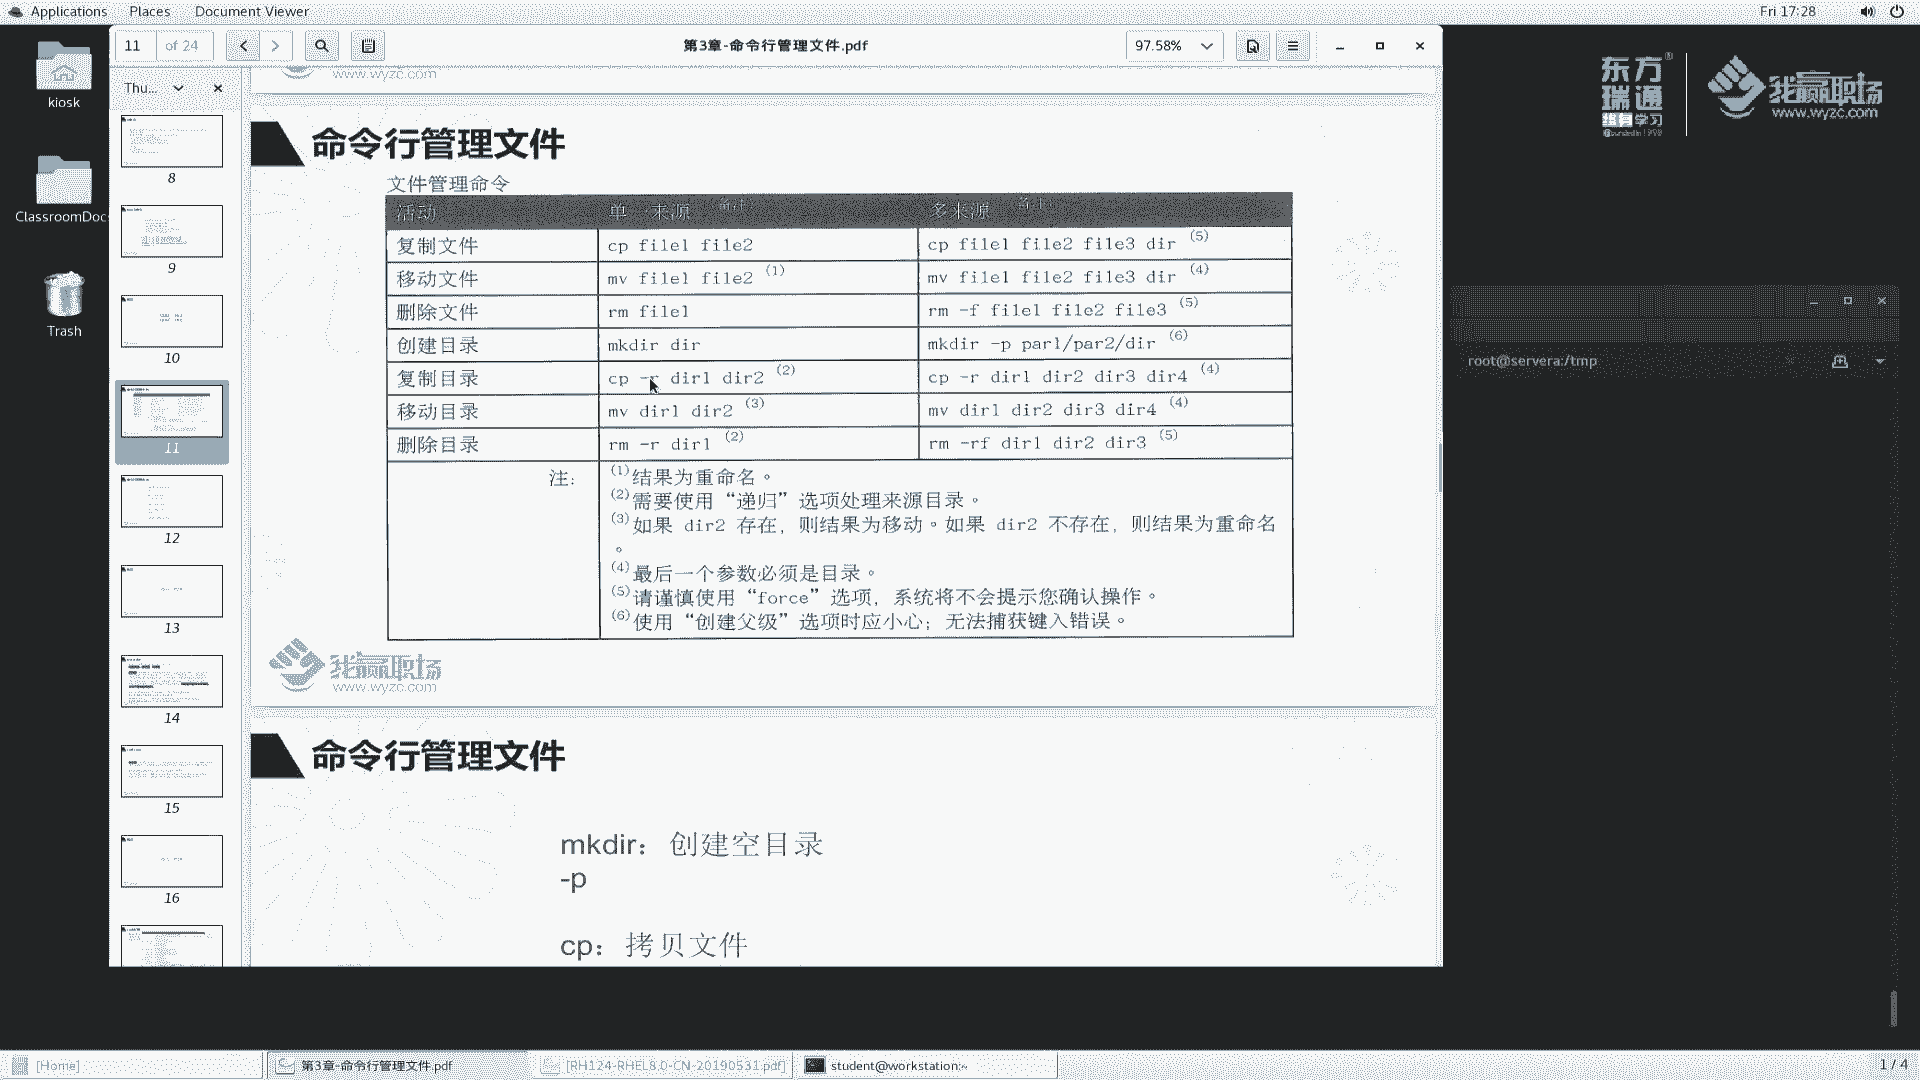 Applications Places Document Viewer Fri 17:28
11 of 24 第3章-命令行管理文件.pdf 97.58%
kiosk
ClassroomDoc
Trash
Thu...
8
9
10
11
12
13
14
15
16
www.wyzc.com
命令行管理文件
文件管理命令
活动 单一来源 备注 多来源 备注
复制文件 cp file1 file2 cp file1 file2 file3 dir (5)
移动文件 mv file1 file2 (1) mv file1 file2 file3 dir (4)
删除文件 rm file1 rm -f file1 file2 file3 (5)
创建目录 mkdir dir mkdir -p par1/par2/dir (6)
复制目录 cp -r dir1 dir2 (2) cp -r dir1 dir2 dir3 dir4 (4)
移动目录 mv dir1 dir2 (3) mv dir1 dir2 dir3 dir4 (4)
删除目录 rm -r dir1 (2) rm -rf dir1 dir2 dir3 (5)
注:
(1)结果为重命名。
(2)需要使用“递归”选项处理来源目录。
(3)如果 dir2 存在，则结果为移动。如果 dir2 不存在，则结果为重命名
。
(4)最后一个参数必须是目录。
(5)请谨慎使用“force”选项，系统将不会提示您确认操作。
(6)使用“创建父级”选项时应小心；无法捕获键入错误。
我赢职场
www.wyzc.com
命令行管理文件
mkdir：创建空目录
-p
cp：拷贝文件
东方
瑞通
终身学习
我赢职场
www.wyzc.com
root@servera:/tmp
[Home] 第3章-命令行管理文件.pdf [RH124-RHEL8.0-CN-20190531.pdf] student@workstation:~ 1 / 4